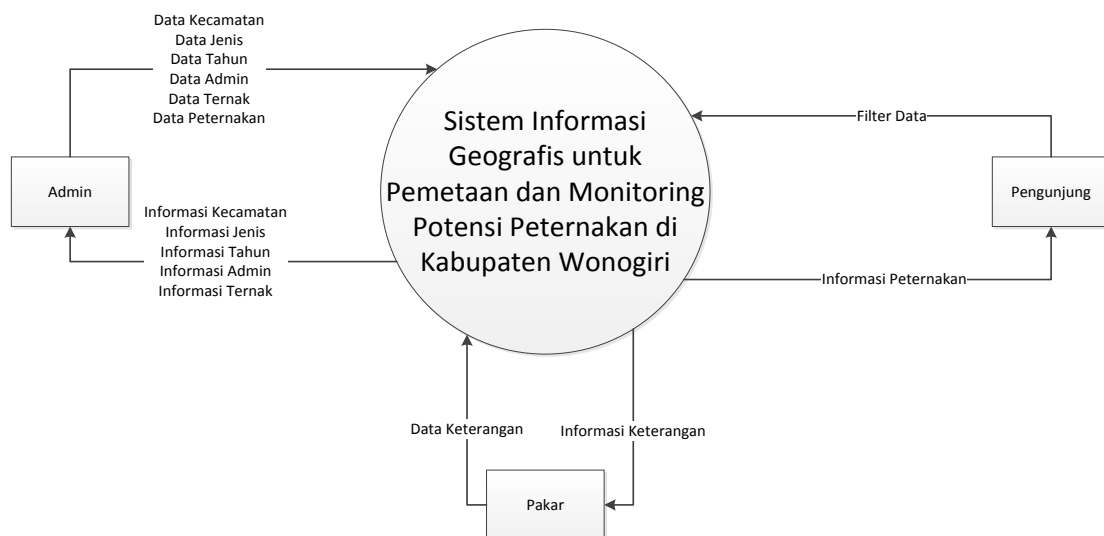 Data Kecamatan
Data Jenis
Data Tahun
Data Admin
Data Ternak
Data Peternakan
Admin
Informasi Kecamatan
Informasi Jenis
Informasi Tahun
Informasi Admin
Informasi Ternak
Sistem Informasi
Geografis untuk
Pemetaan dan Monitoring
Potensi Peternakan di
Kabupaten Wonogiri
Filter Data
Pengunjung
Informasi Peternakan
Data Keterangan
Informasi Keterangan
Pakar